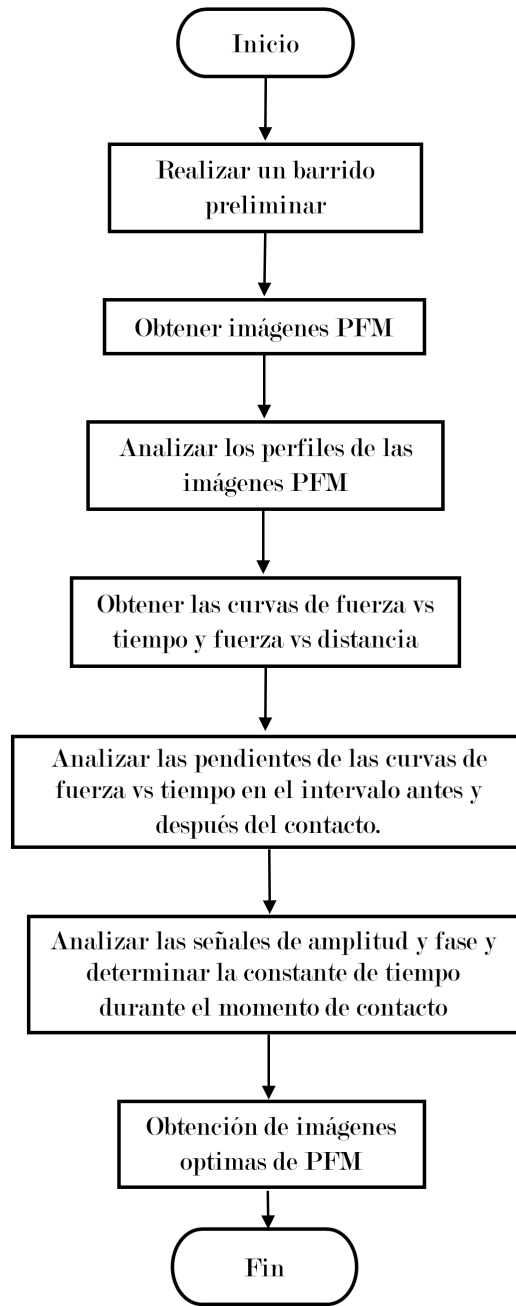 Inicio
Realizar un barrido
preliminar
Obtener imágenes PFM
Analizar los perfiles de las
imágenes PFM
Obtener las curvas de fuerza vs
tiempo y fuerza vs distancia
Analizar las pendientes de las curvas de
fuerza vs tiempo en el intervalo antes y
después del contacto.
Analizar las señales de amplitud y fase y
determinar la constante de tiempo
durante el momento de contacto
Obtención de imágenes
optimas de PFM
Fin